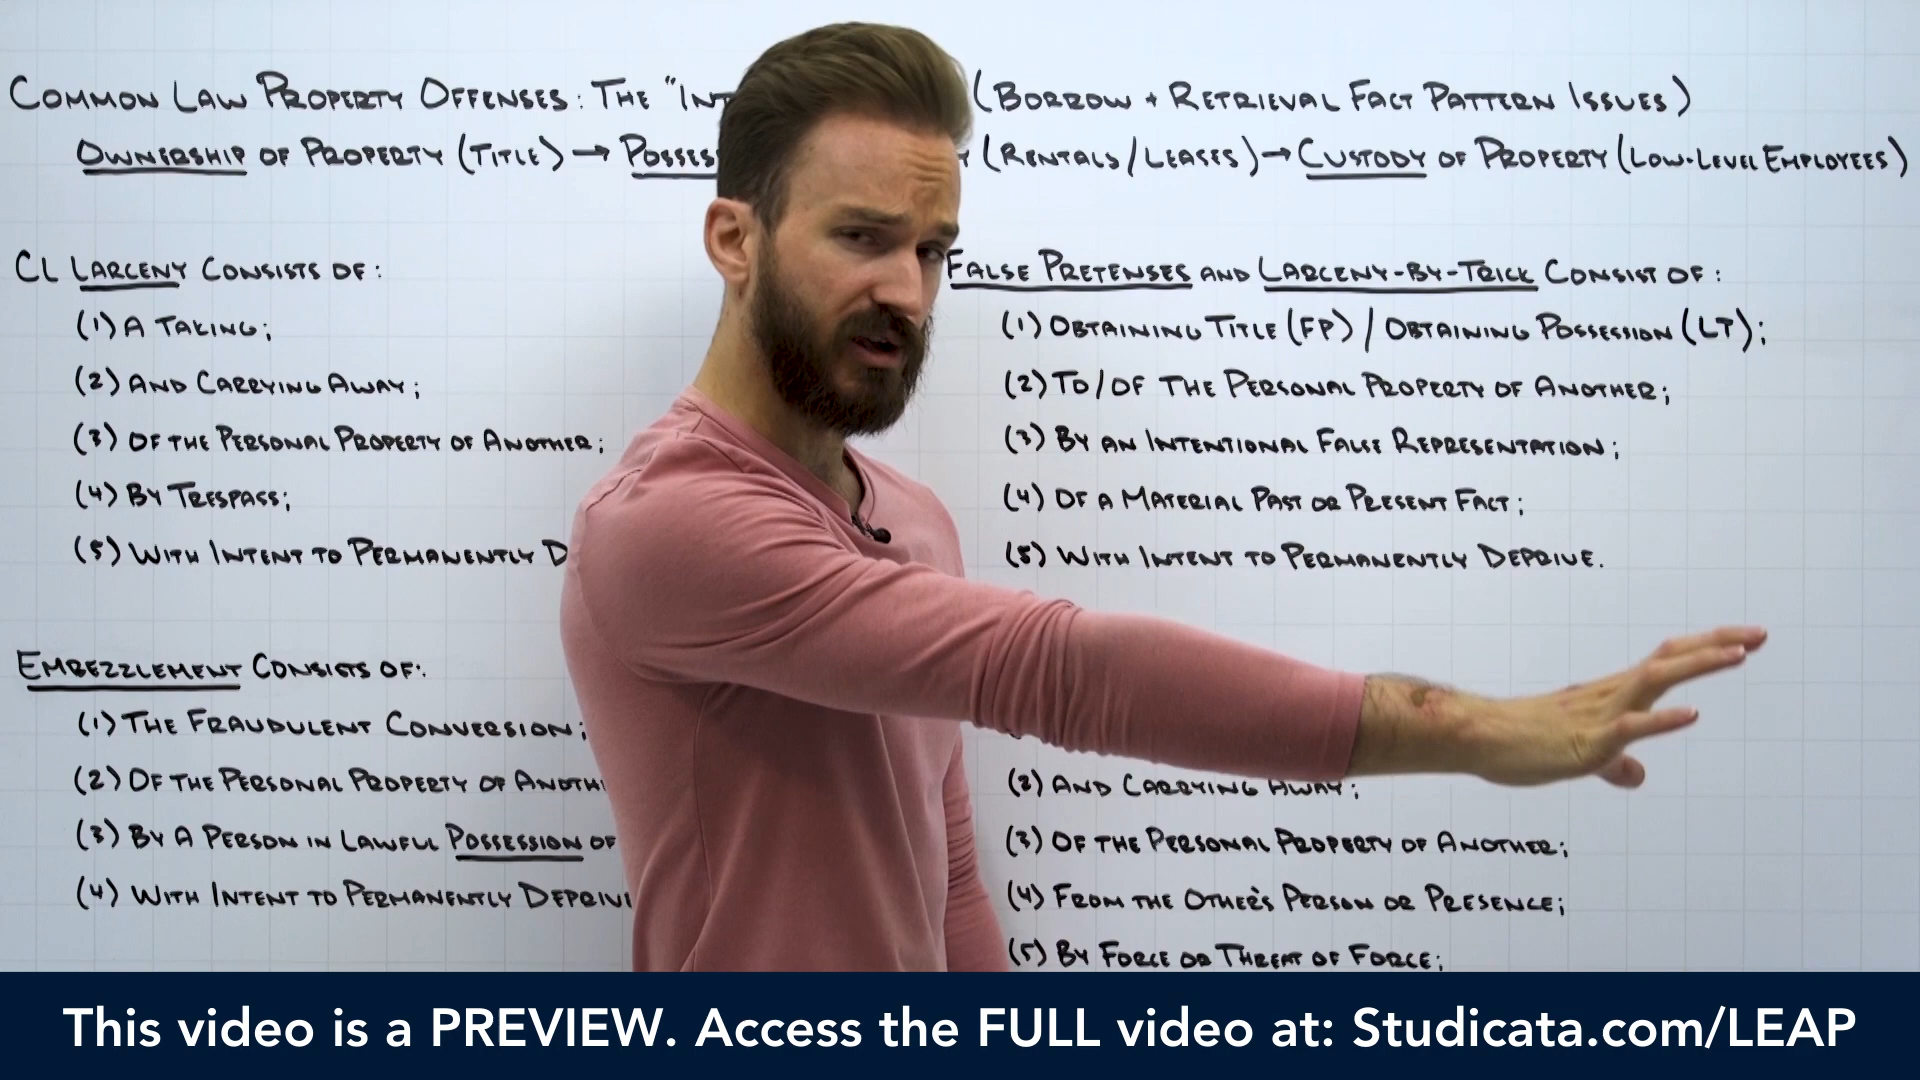 COMMON LAW PROPERTY OFFENSES: THE "INT (BORROW + RETRIEVAL FACT PATTERN ISSUES)
OWNERSHIP OF PROPERTY (TITLE) → POSSES (RENTALS/LEASES) → CUSTODY OF PROPERTY (LOW-LEVEL EMPLOYEES)
CL LARCENY CONSISTS OF:
(1) A TAKING;
(2) AND CARRYING AWAY;
(3) OF THE PERSONAL PROPERTY OF ANOTHER;
(4) BY TRESPASS;
(5) WITH INTENT TO PERMANENTLY D
EMBEZZLEMENT CONSISTS OF:
(1) THE FRAUDULENT CONVERSION;
(2) OF THE PERSONAL PROPERTY OF ANOTH
(3) BY A PERSON IN LAWFUL POSSESSION OF
(4) WITH INTENT TO PERMANENTLY DEPRIV
FALSE PRETENSES AND LARCENY-BY-TRICK CONSIST OF:
(1) OBTAINING TITLE (FP) / OBTAINING POSSESSION (LT);
(2) TO/OF THE PERSONAL PROPERTY OF ANOTHER;
(3) BY AN INTENTIONAL FALSE REPRESENTATION;
(4) OF A MATERIAL PAST OR PRESENT FACT;
(5) WITH INTENT TO PERMANENTLY DEPRIVE.
(2) AND CARRYING AWAY;
(3) OF THE PERSONAL PROPERTY OF ANOTHER;
(4) FROM THE OTHER'S PERSON OR PRESENCE;
(5) BY FORCE OR THREAT OF FORCE;
This video is a PREVIEW. Access the FULL video at: Studicata.com/LEAP